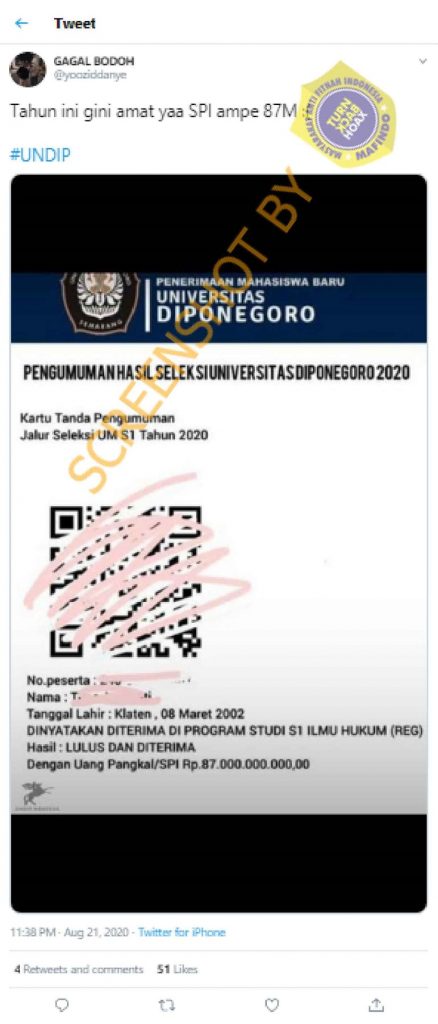 Tweet
GAGAL BODOH
@yooziddanye
Tahun ini gini amat yaa SPI ampe 87M :
#UNDIP
MASYARAKAT ANTI FITNAH INDONESIA
MAFINDO
TURN BACK HOAX
SCREENSHOT BY
SEMARANG
PENERIMAAN MAHASISWA BARU
UNIVERSITAS
DIPONEGORO
PENGUMUMAN HASIL SELEKSI UNIVERSITAS DIPONEGORO 2020
Kartu Tanda Pengumuman
Jalur Seleksi UM S1 Tahun 2020
No.peserta :
Nama : T
Tanggal Lahir : Klaten , 08 Maret 2002
DINYATAKAN DITERIMA DI PROGRAM STUDI S1 ILMU HUKUM (REG)
Hasil : LULUS DAN DITERIMA
Dengan Uang Pangkal/SPI Rp.87.000.000.000,00
11:38 PM · Aug 21, 2020 · Twitter for iPhone
4 Retweets and comments 51 Likes